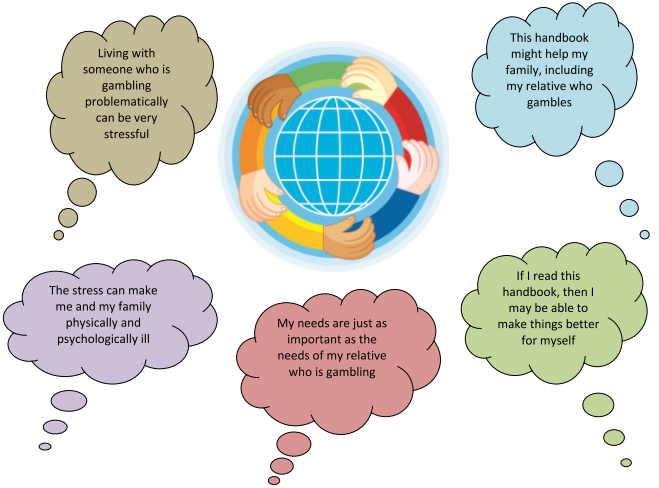 Living with
someone who is
gambling
problematically
can be very
stressful
This handbook
might help my
family, including
my relative who
gambles
The stress can make
me and my family
physically and
psychologically ill
My needs are just as
important as the
needs of my relative
who is gambling
If I read this
handbook, then I
may be able to
make things better
for myself